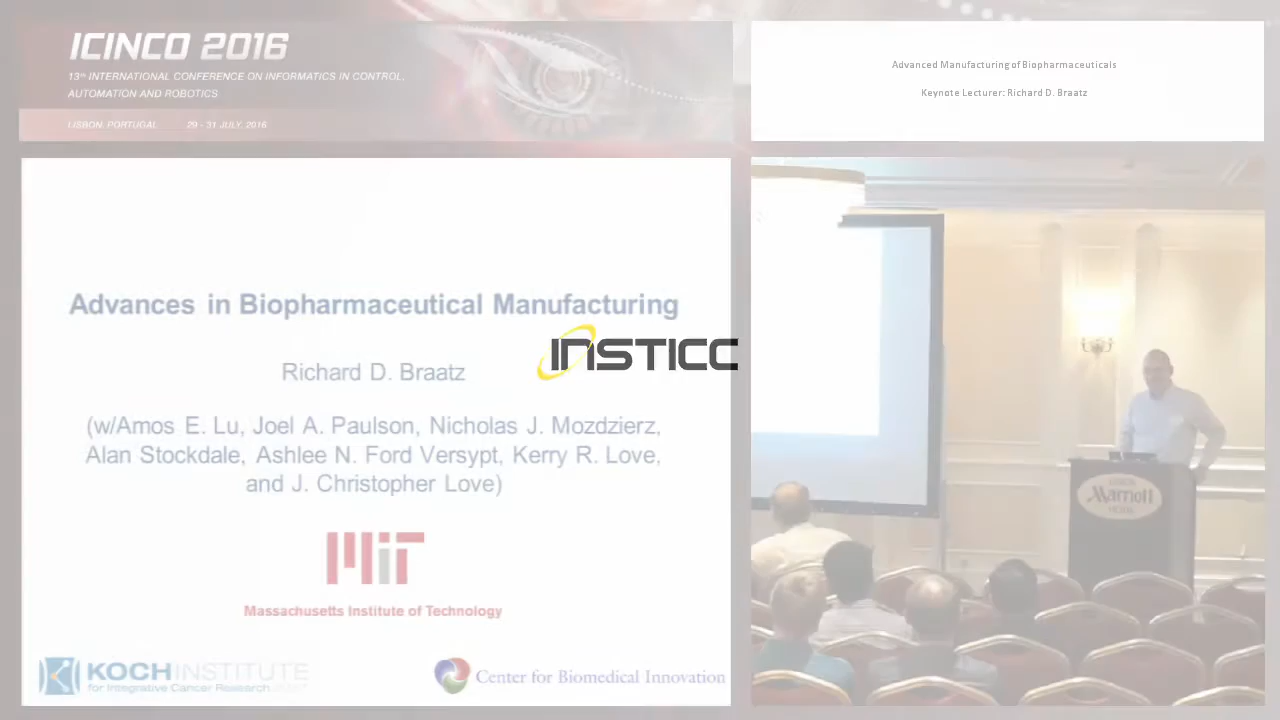 ICINCO 2016
13th INTERNATIONAL CONFERENCE ON INFORMATICS IN CONTROL,
AUTOMATION AND ROBOTICS
LISBON, PORTUGAL 29 - 31 JULY, 2016
Advanced Manufacturing of Biopharmaceuticals
Keynote Lecturer: Richard D. Braatz
Advances in Biopharmaceutical Manufacturing
INSTICC
Richard D. Braatz
(w/Amos E. Lu, Joel A. Paulson, Nicholas J. Mozdzierz,
Alan Stockdale, Ashlee N. Ford Versypt, Kerry R. Love,
and J. Christopher Love)
MIT
Massachusetts Institute of Technology
KOCH INSTITUTE
for Integrative Cancer Research
Center for Biomedical Innovation
Marriott